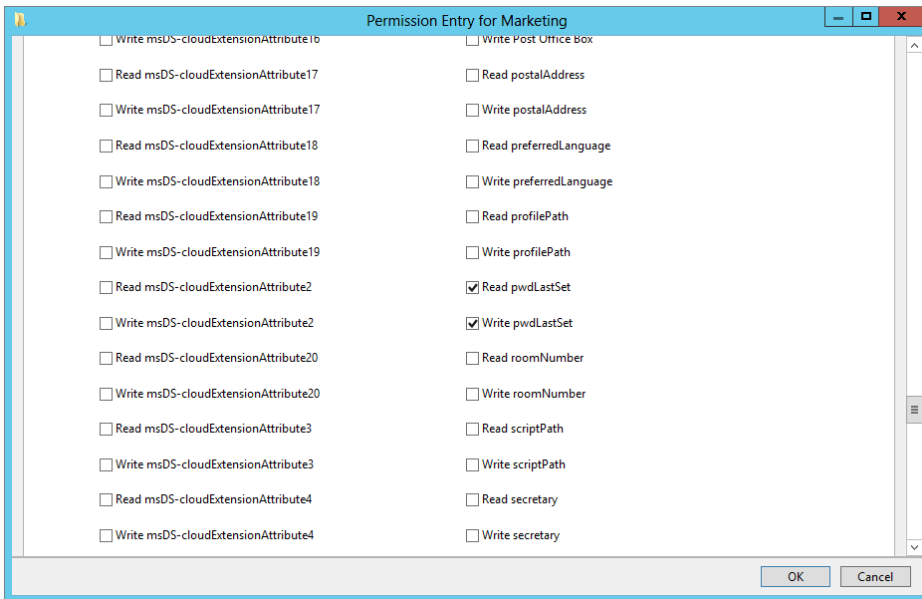 Permission Entry for Marketing
Write msDS-cloudExtensionAttribute16
Write Post Office Box
Read msDS-cloudExtensionAttribute17
Read postalAddress
Write msDS-cloudExtensionAttribute17
Write postalAddress
Read msDS-cloudExtensionAttribute18
Read preferredLanguage
Write msDS-cloudExtensionAttribute18
Write preferredLanguage
Read msDS-cloudExtensionAttribute19
Read profilePath
Write msDS-cloudExtensionAttribute19
Write profilePath
Read msDS-cloudExtensionAttribute2
Read pwdLastSet
Write msDS-cloudExtensionAttribute2
Write pwdLastSet
Read msDS-cloudExtensionAttribute20
Read roomNumber
Write msDS-cloudExtensionAttribute20
Write roomNumber
Read msDS-cloudExtensionAttribute3
Read scriptPath
Write msDS-cloudExtensionAttribute3
Write scriptPath
Read msDS-cloudExtensionAttribute4
Read secretary
Write msDS-cloudExtensionAttribute4
Write secretary
OK
Cancel